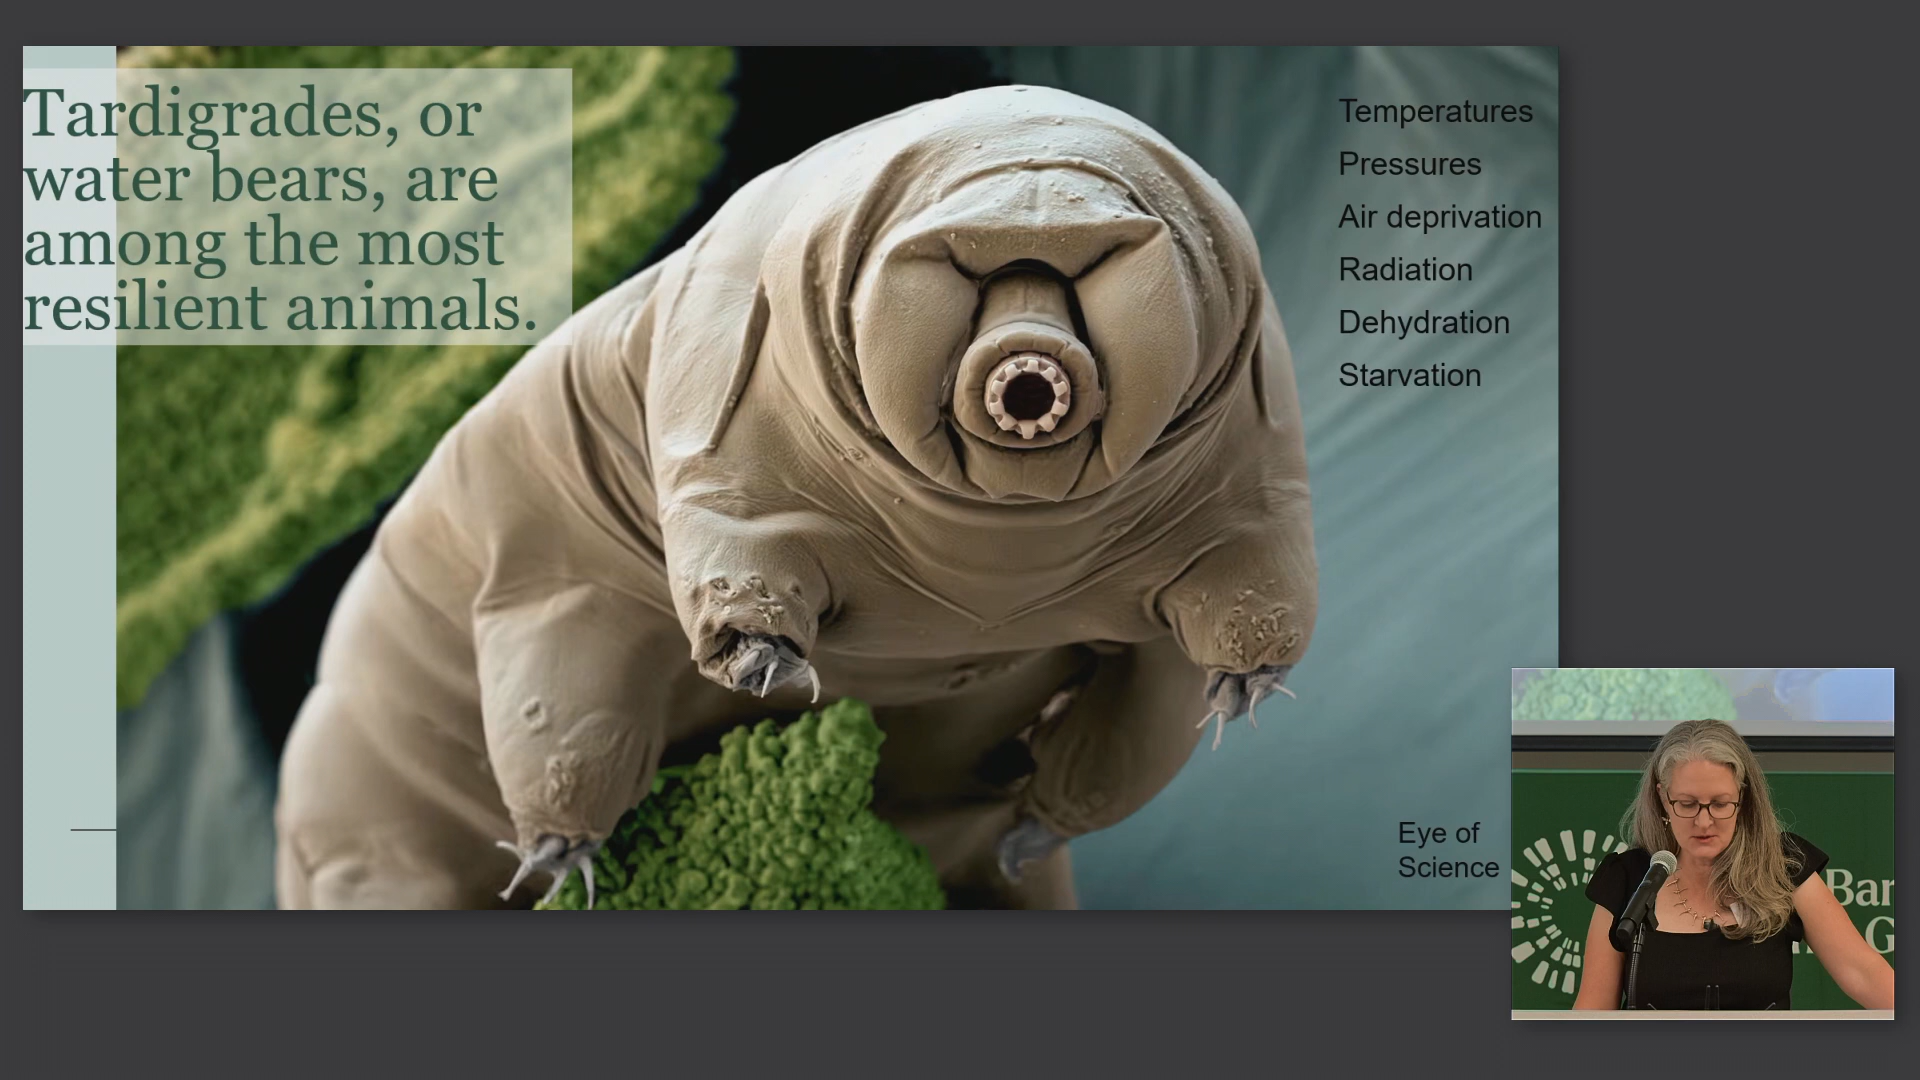 Tardigrades, or
water bears, are
among the most
resilient animals.
Temperatures
Pressures
Air deprivation
Radiation
Dehydration
Starvation
Eye of
Science